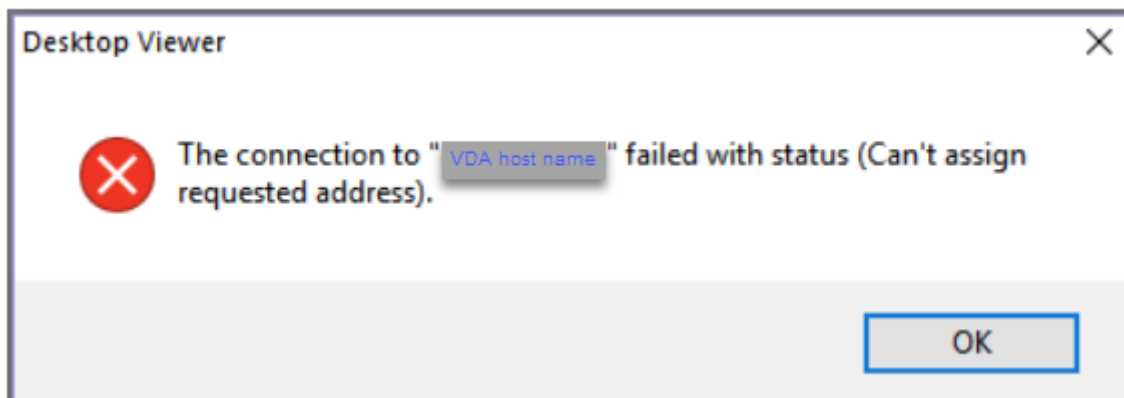 Desktop Viewer
The connection to "VDA host name" failed with status (Can't assign
requested address).
OK